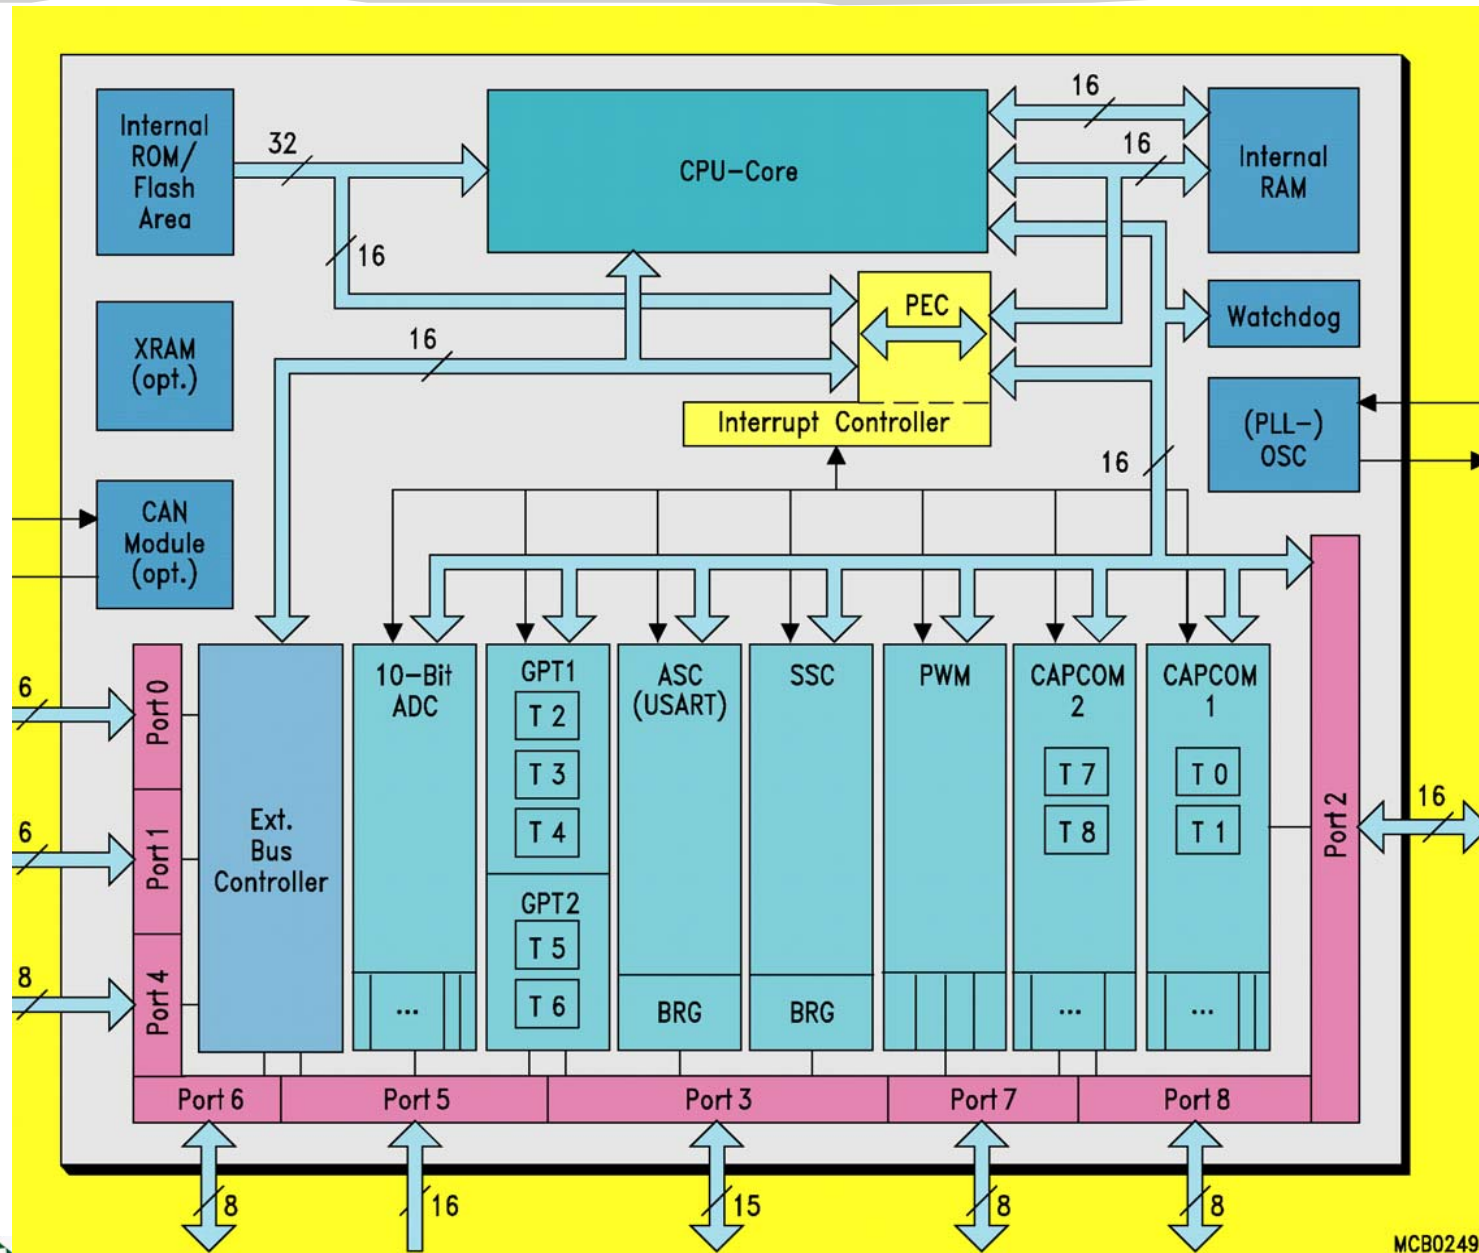 Internal
ROM/
Flash
Area
32
CPU-Core
16
16
Internal
RAM
16
XRAM
(opt.)
16
PEC
Watchdog
Interrupt Controller
(PLL-)
OSC
16
CAN
Module
(opt.)
6
Port 0
6
Port 1
8
Port 4
Ext.
Bus
Controller
10-Bit
ADC
...
GPT1
T 2
T 3
T 4
GPT2
T 5
T 6
ASC
(USART)
BRG
SSC
BRG
PWM
CAPCOM
2
T 7
T 8
...
CAPCOM
1
T 0
T 1
...
Port 2
16
Port 6
Port 5
Port 3
Port 7
Port 8
8
16
15
8
8
MCB0249